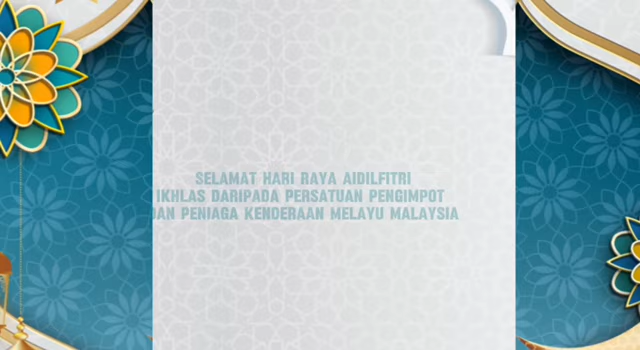 SELAMAT HARI RAYA AIDILFITRI
IKHLAS DARIPADA PERSATUAN PENGIMPOT
DAN PENIAGA KENDERAAN MELAYU MALAYSIA